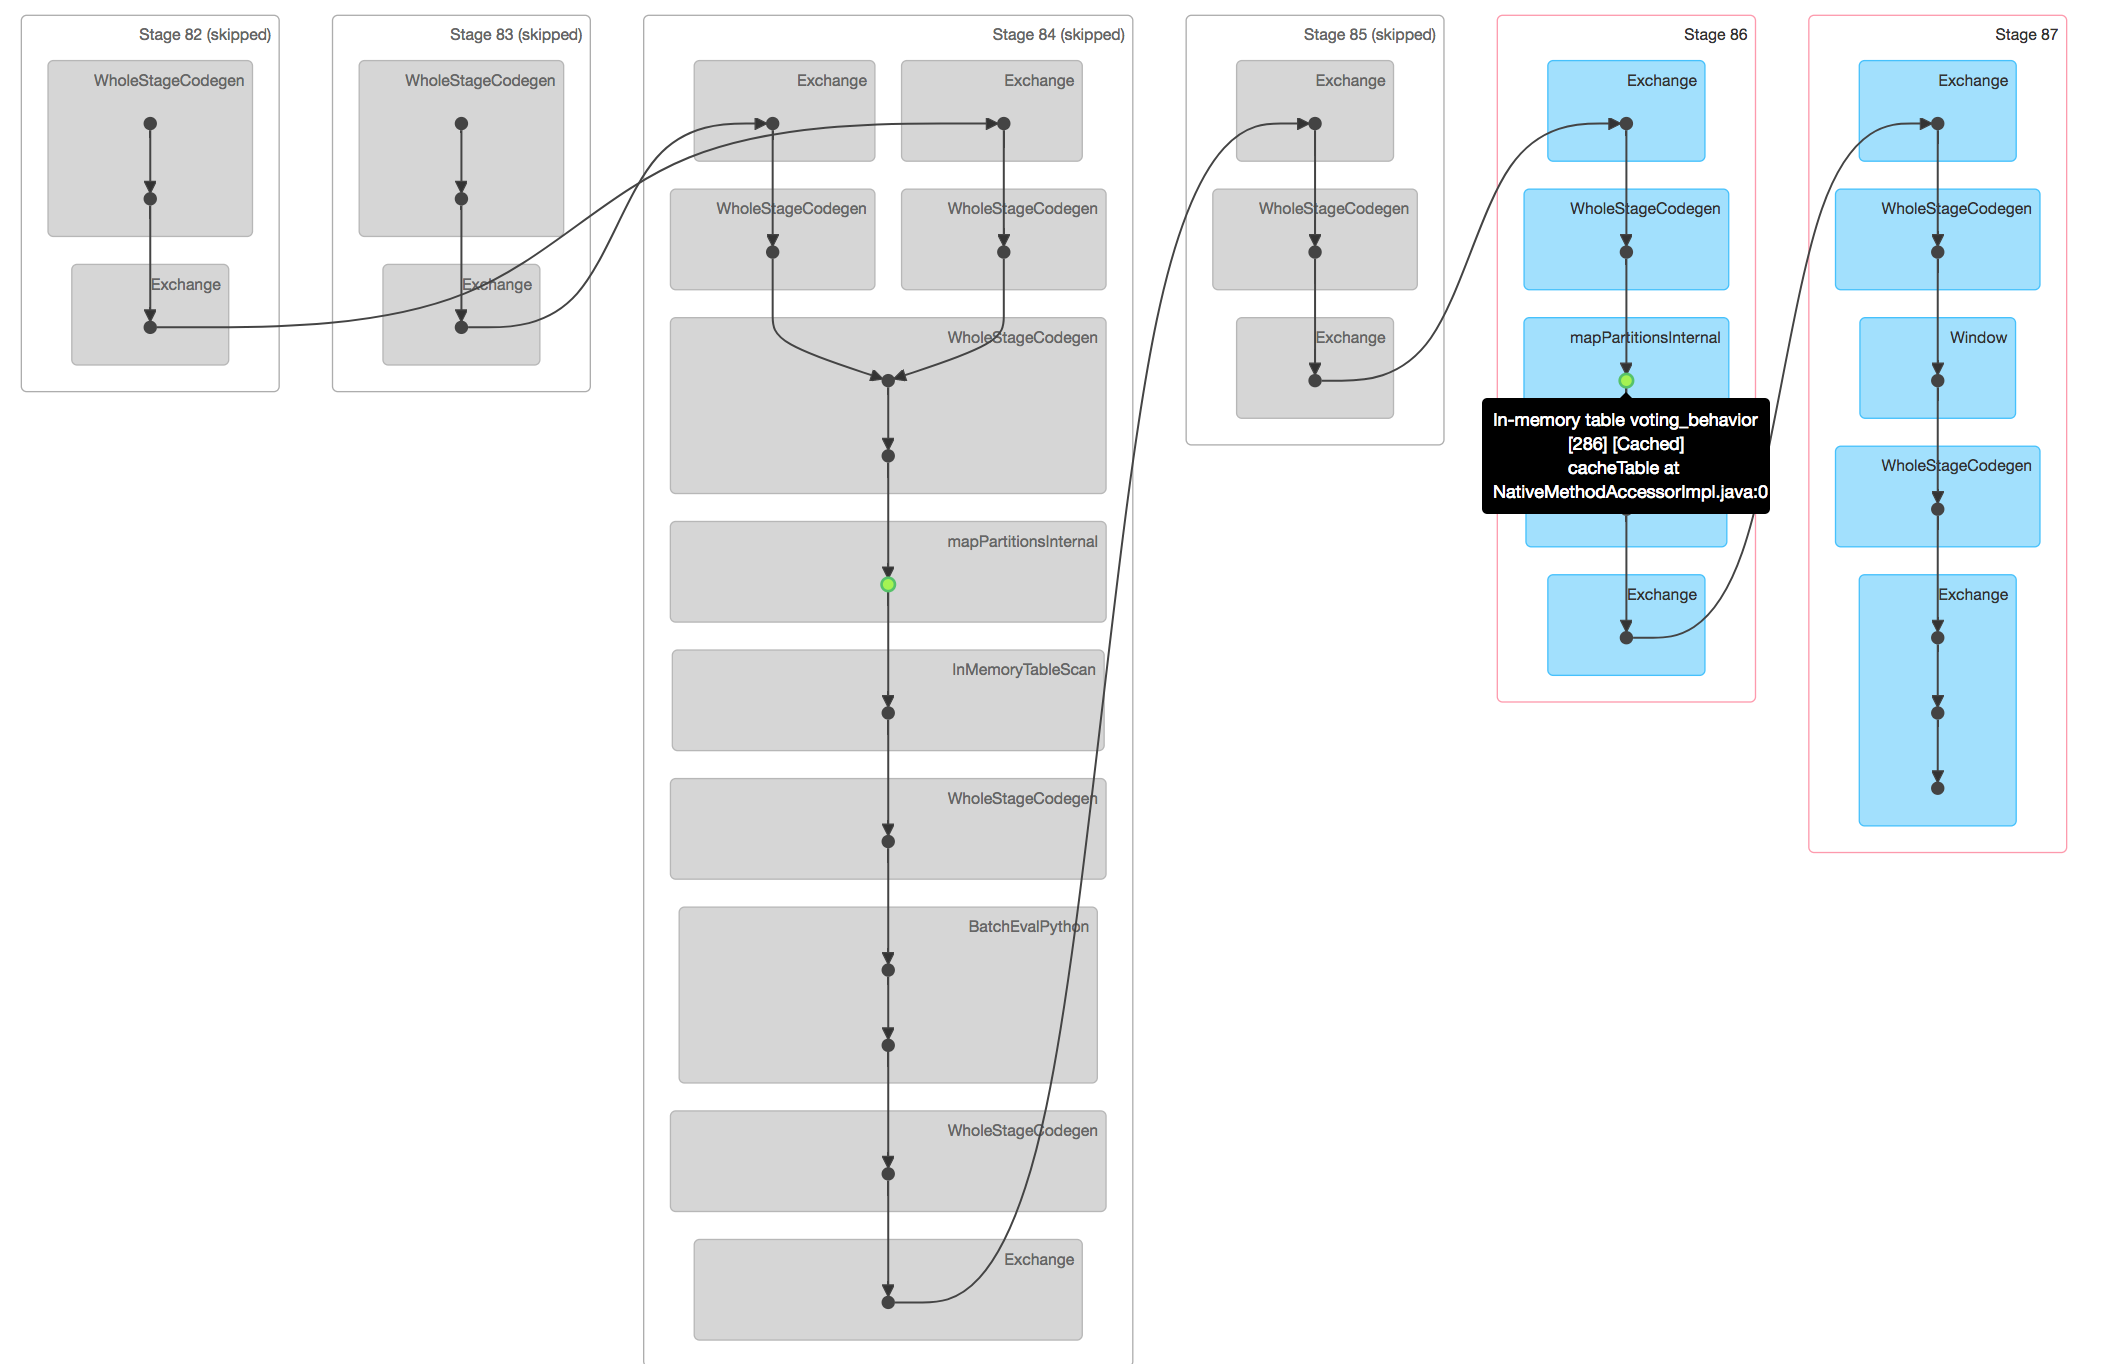 Stage 82 (skipped)
WholeStageCodegen
Exchange
Stage 83 (skipped)
WholeStageCodegen
Exchange
Stage 84 (skipped)
Exchange
Exchange
WholeStageCodegen
WholeStageCodegen
WholeStageCodegen
mapPartitionsInternal
InMemoryTableScan
WholeStageCodegen
BatchEvalPython
WholeStageCodegen
Exchange
Stage 85 (skipped)
Exchange
WholeStageCodegen
Exchange
Stage 86
Exchange
WholeStageCodegen
mapPartitionsInternal
In-memory table voting_behavior
[286] [Cached]
cacheTable at
NativeMethodAccessorImpl.java:0
Exchange
Stage 87
Exchange
WholeStageCodegen
Window
WholeStageCodegen
Exchange